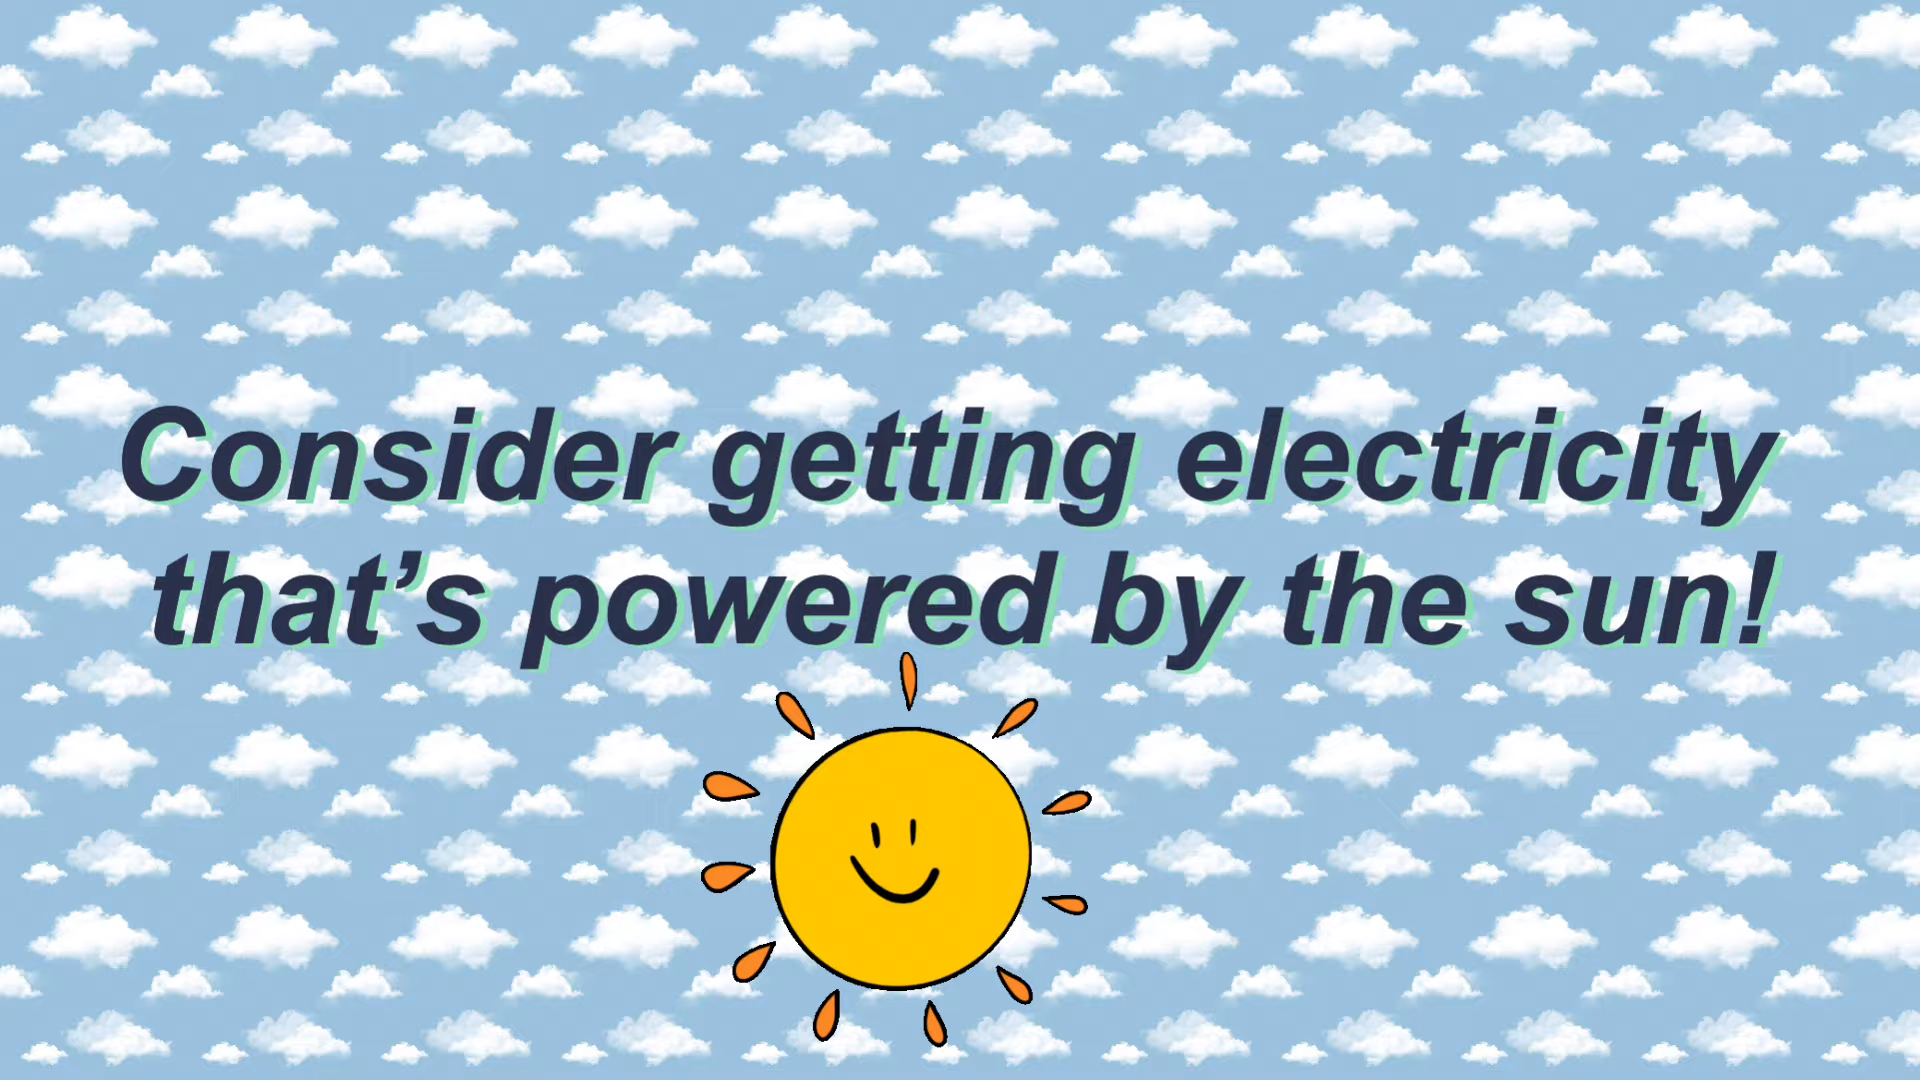 Consider getting electricity
that’s powered by the sun!